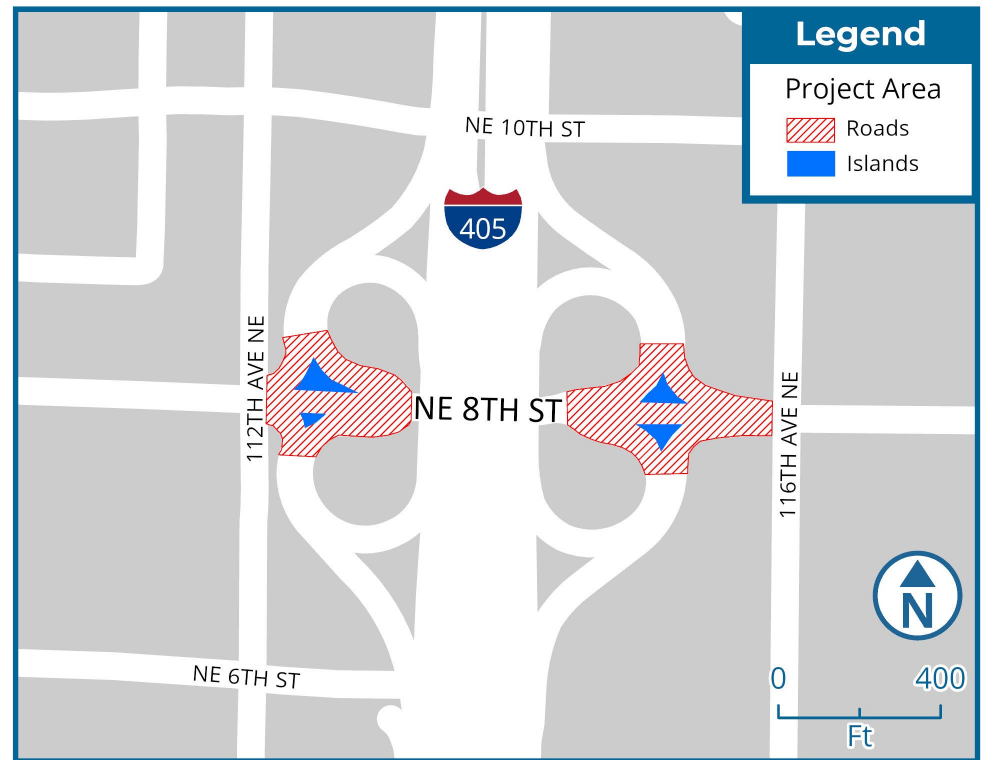 Legend
Project Area
Roads
Islands
NE 10TH ST
405
112TH AVE NE
NE 8TH ST
116TH AVE NE
N
NE 6TH ST
0 400
Ft